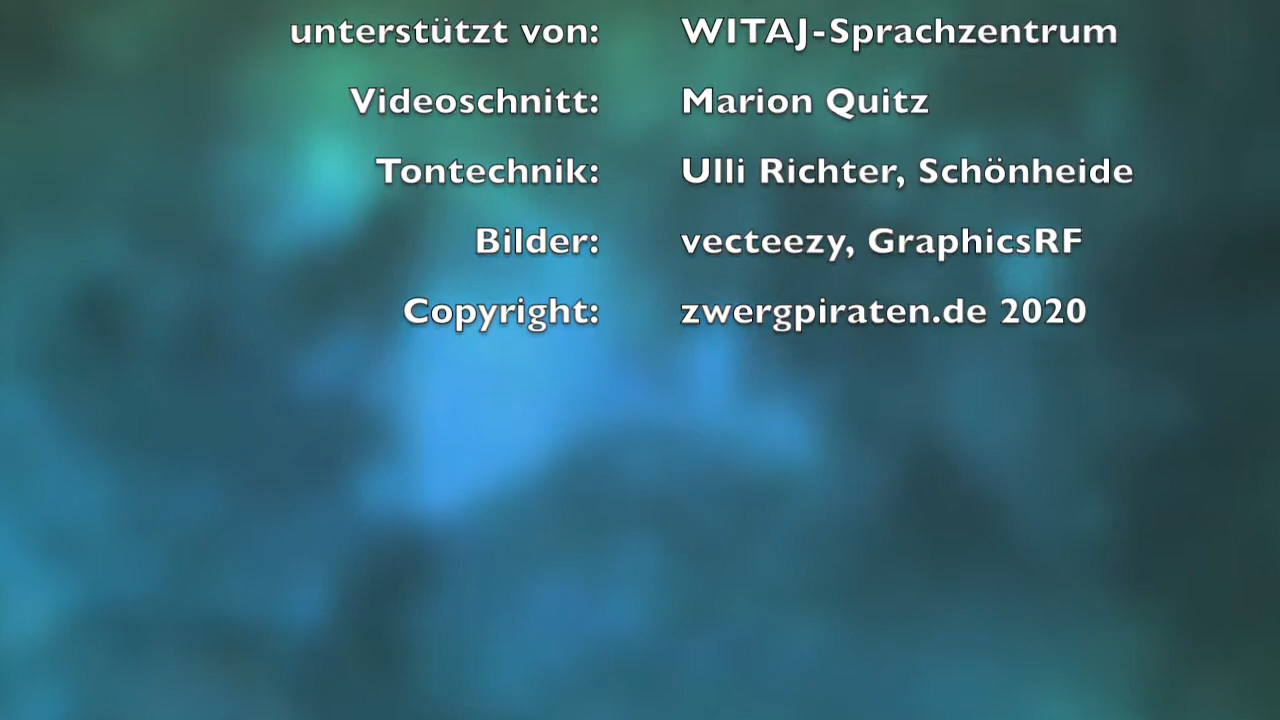 unterstützt von: WITAJ-Sprachzentrum
Videoschnitt: Marion Quitz
Tontechnik: Ulli Richter, Schönheide
Bilder: vecteezy, GraphicsRF
Copyright: zwergpiraten.de 2020